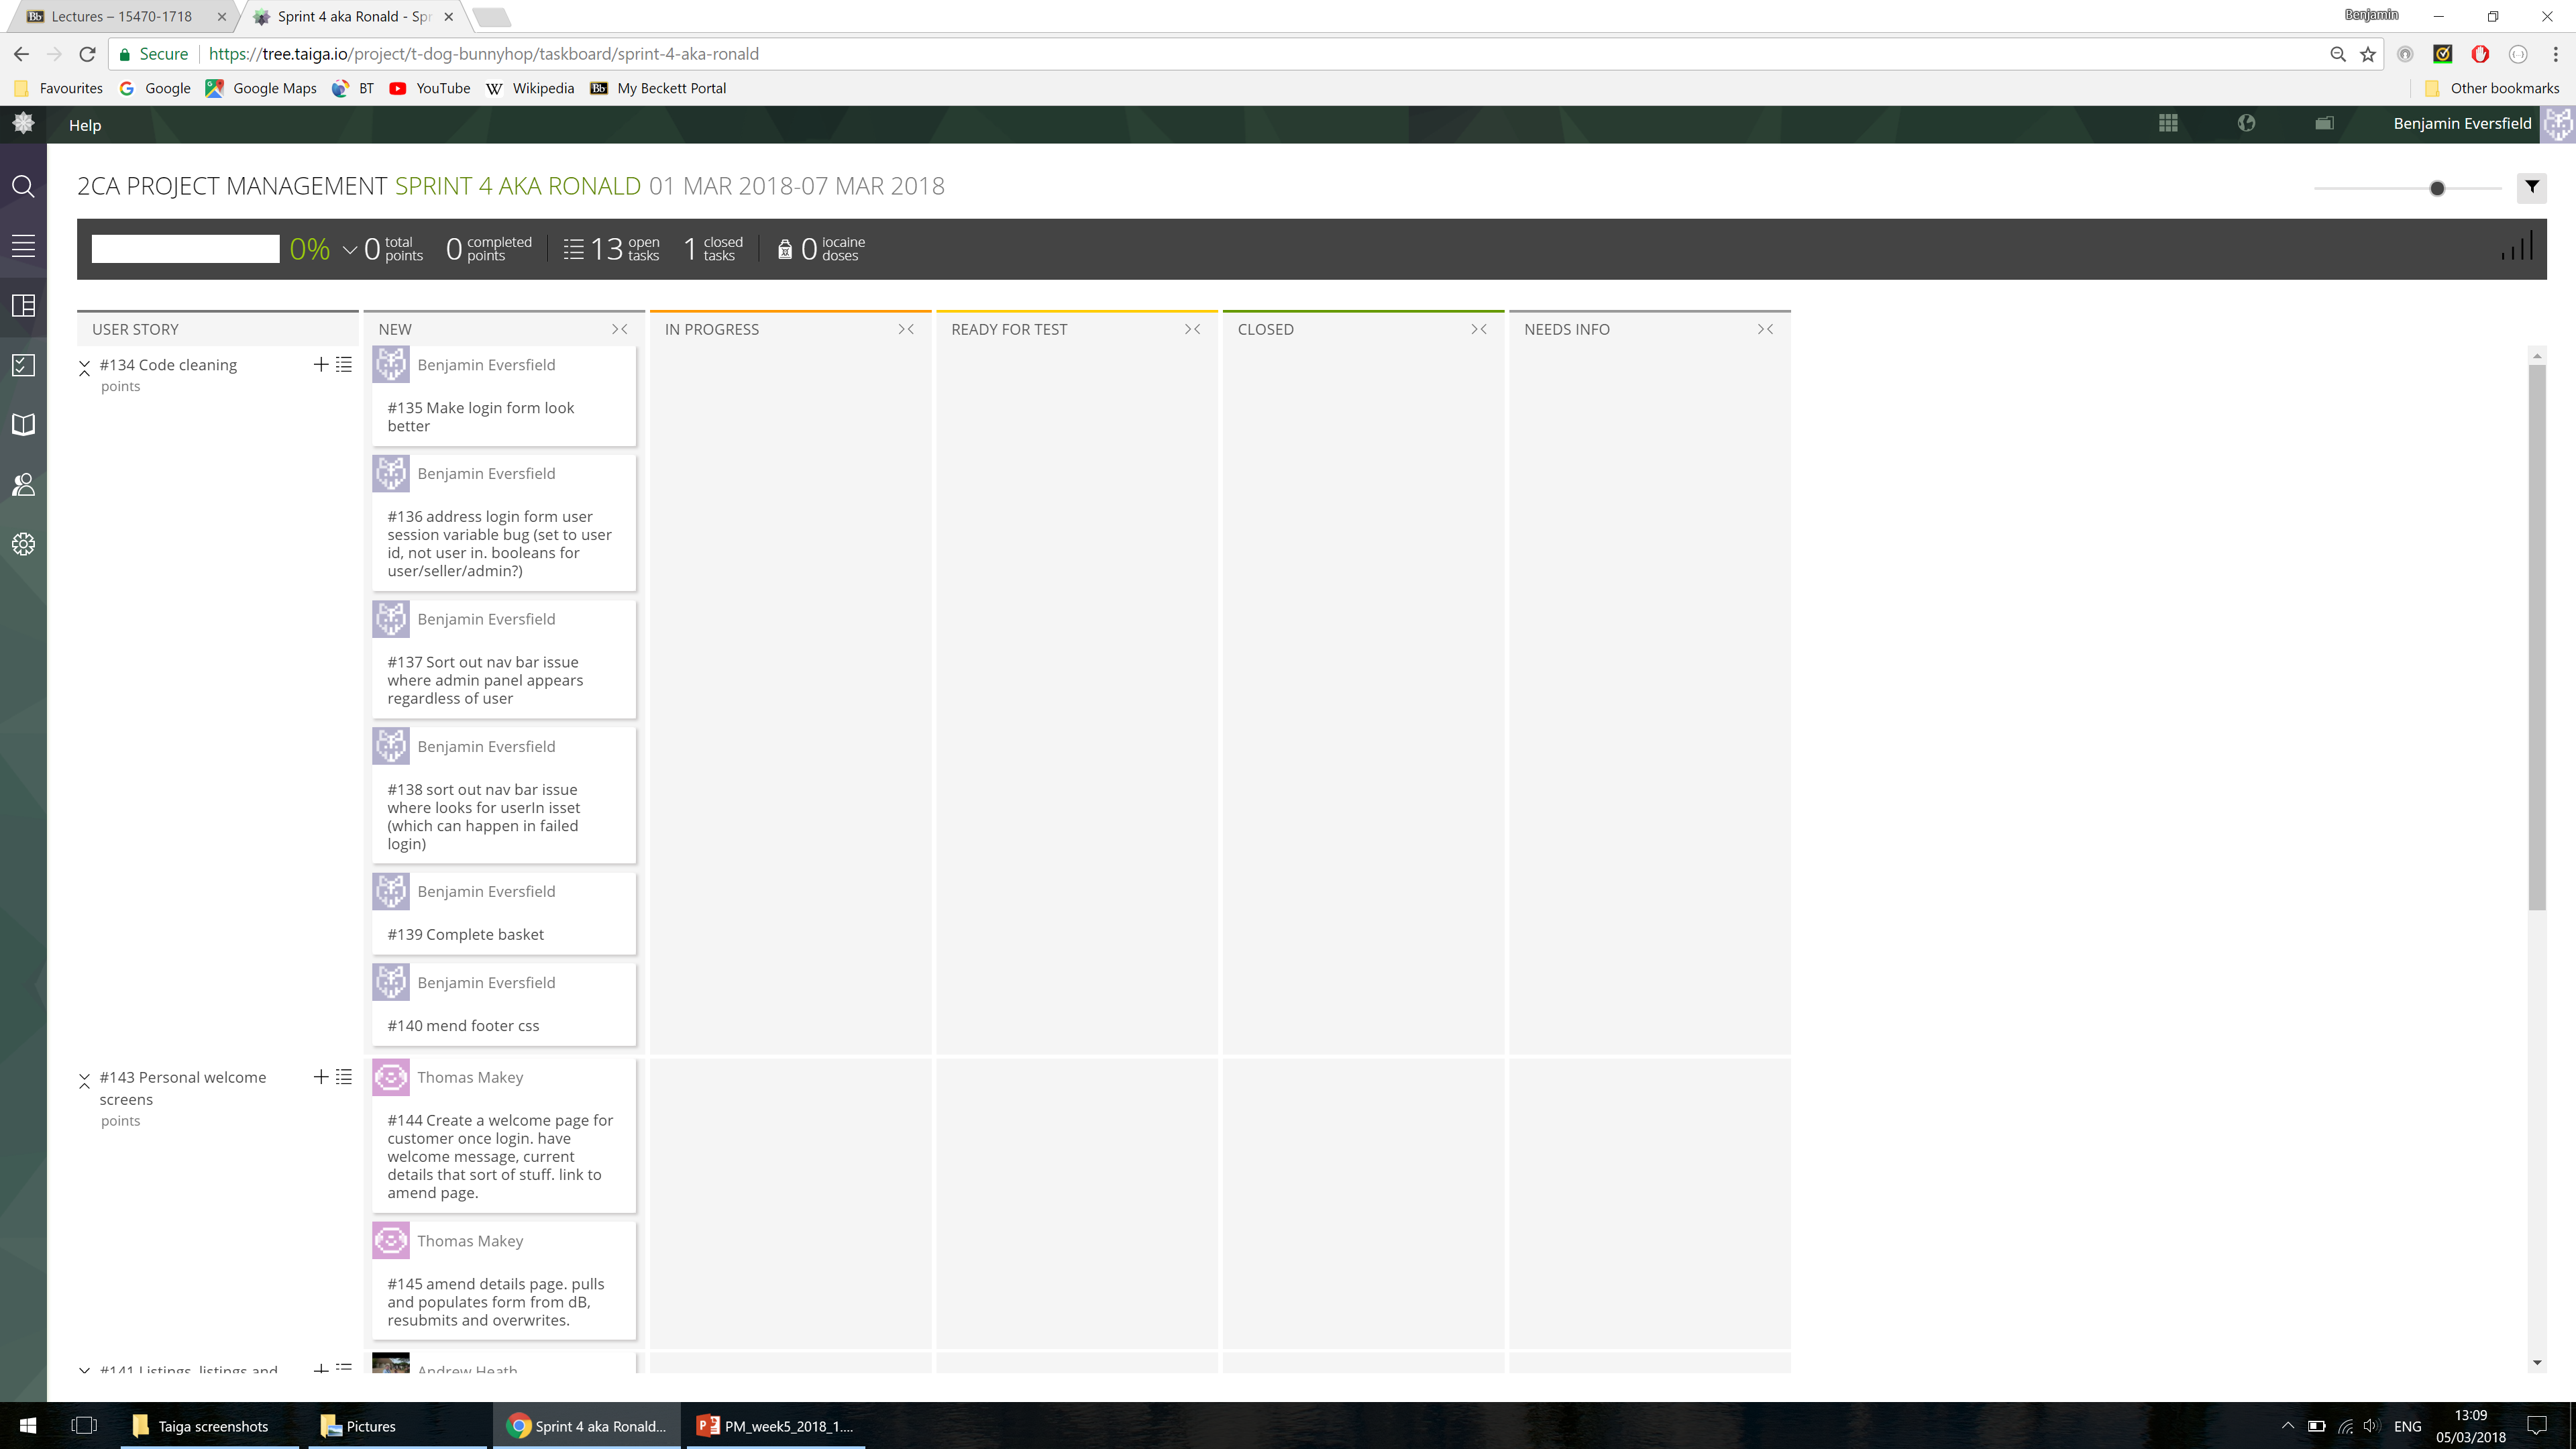 Lectures – 15470-1718
Sprint 4 aka Ronald - Spr
Benjamin
Secure
https://tree.taiga.io/project/t-dog-bunnyhop/taskboard/sprint-4-aka-ronald
Favourites
Google
Google Maps
BT
YouTube
Wikipedia
My Beckett Portal
Other bookmarks
Help
Benjamin Eversfield
2CA PROJECT MANAGEMENT SPRINT 4 AKA RONALD 01 MAR 2018-07 MAR 2018
0%
0 total points
0 completed points
13 open tasks
1 closed tasks
0 iocaine doses
USER STORY
NEW
IN PROGRESS
READY FOR TEST
CLOSED
NEEDS INFO
#134 Code cleaning
points
Benjamin Eversfield
#135 Make login form look
better
Benjamin Eversfield
#136 address login form user
session variable bug (set to user
id, not user in. booleans for
user/seller/admin?)
Benjamin Eversfield
#137 Sort out nav bar issue
where admin panel appears
regardless of user
Benjamin Eversfield
#138 sort out nav bar issue
where looks for userIn isset
(which can happen in failed
login)
Benjamin Eversfield
#139 Complete basket
Benjamin Eversfield
#140 mend footer css
#143 Personal welcome
screens
points
Thomas Makey
#144 Create a welcome page for
customer once login. have
welcome message, current
details that sort of stuff. link to
amend page.
Thomas Makey
#145 amend details page. pulls
and populates form from dB,
resubmits and overwrites.
#141 Listings, listings and
Andrew Heath
Taiga screenshots
Pictures
Sprint 4 aka Ronald...
PM_week5_2018_1....
ENG
13:09
05/03/2018